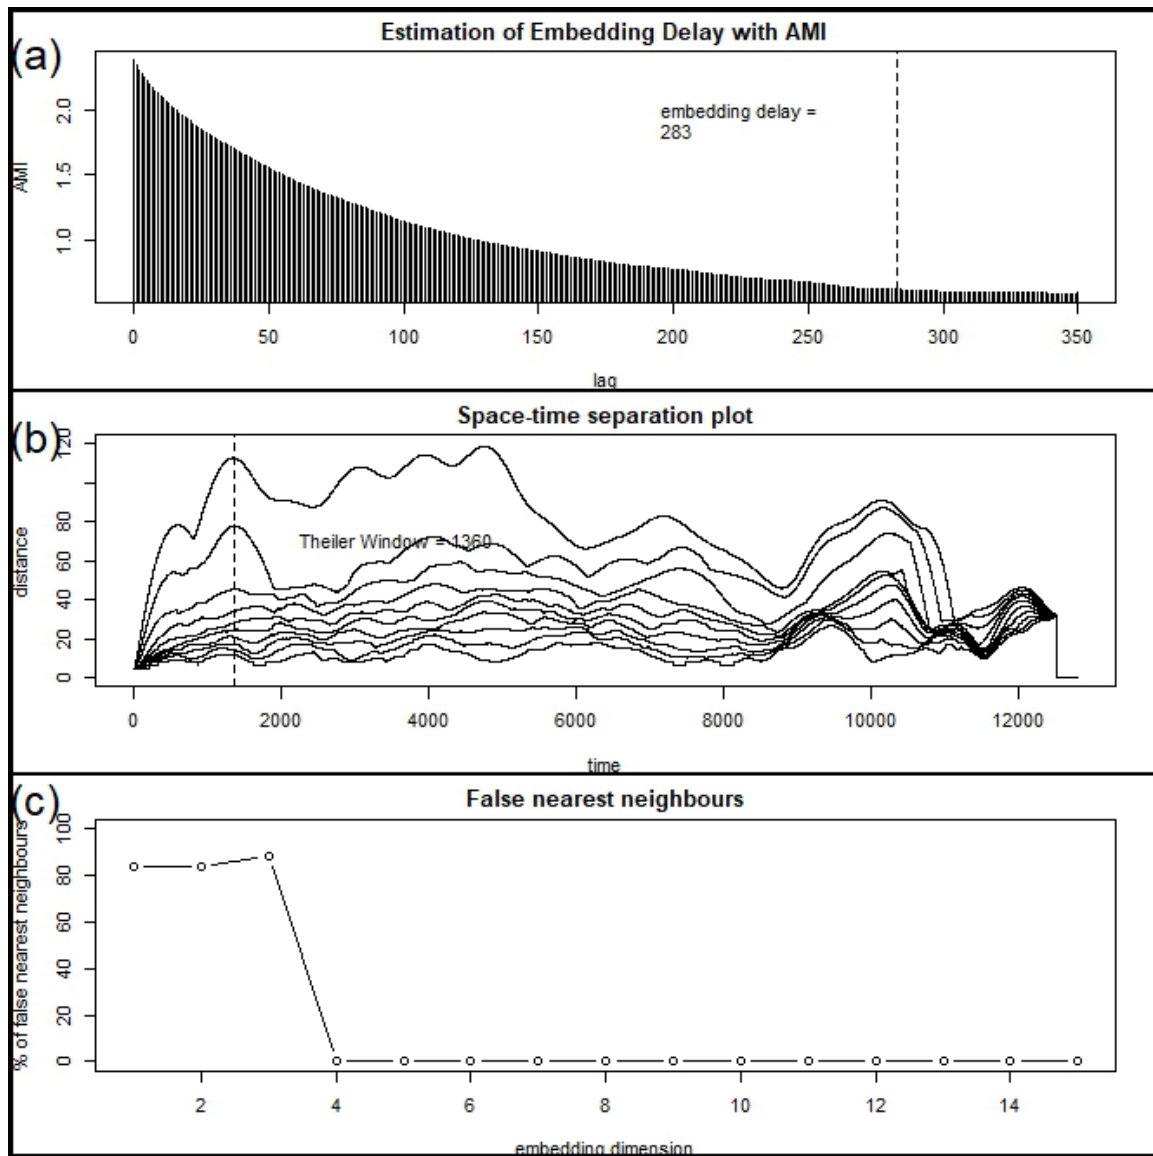 (a)
Estimation of Embedding Delay with AMI
AMI
2.0
1.5
1.0
embedding delay =
283
0 50 100 150 200 250 300 350
lag
(b)
Space-time separation plot
distance
120
80
60
40
20
0
Theiler Window = 1360
0 2000 4000 6000 8000 10000 12000
time
(c)
False nearest neighbours
% of false nearest neighbours
100
80
60
40
20
0
2 4 6 8 10 12 14
embedding dimension